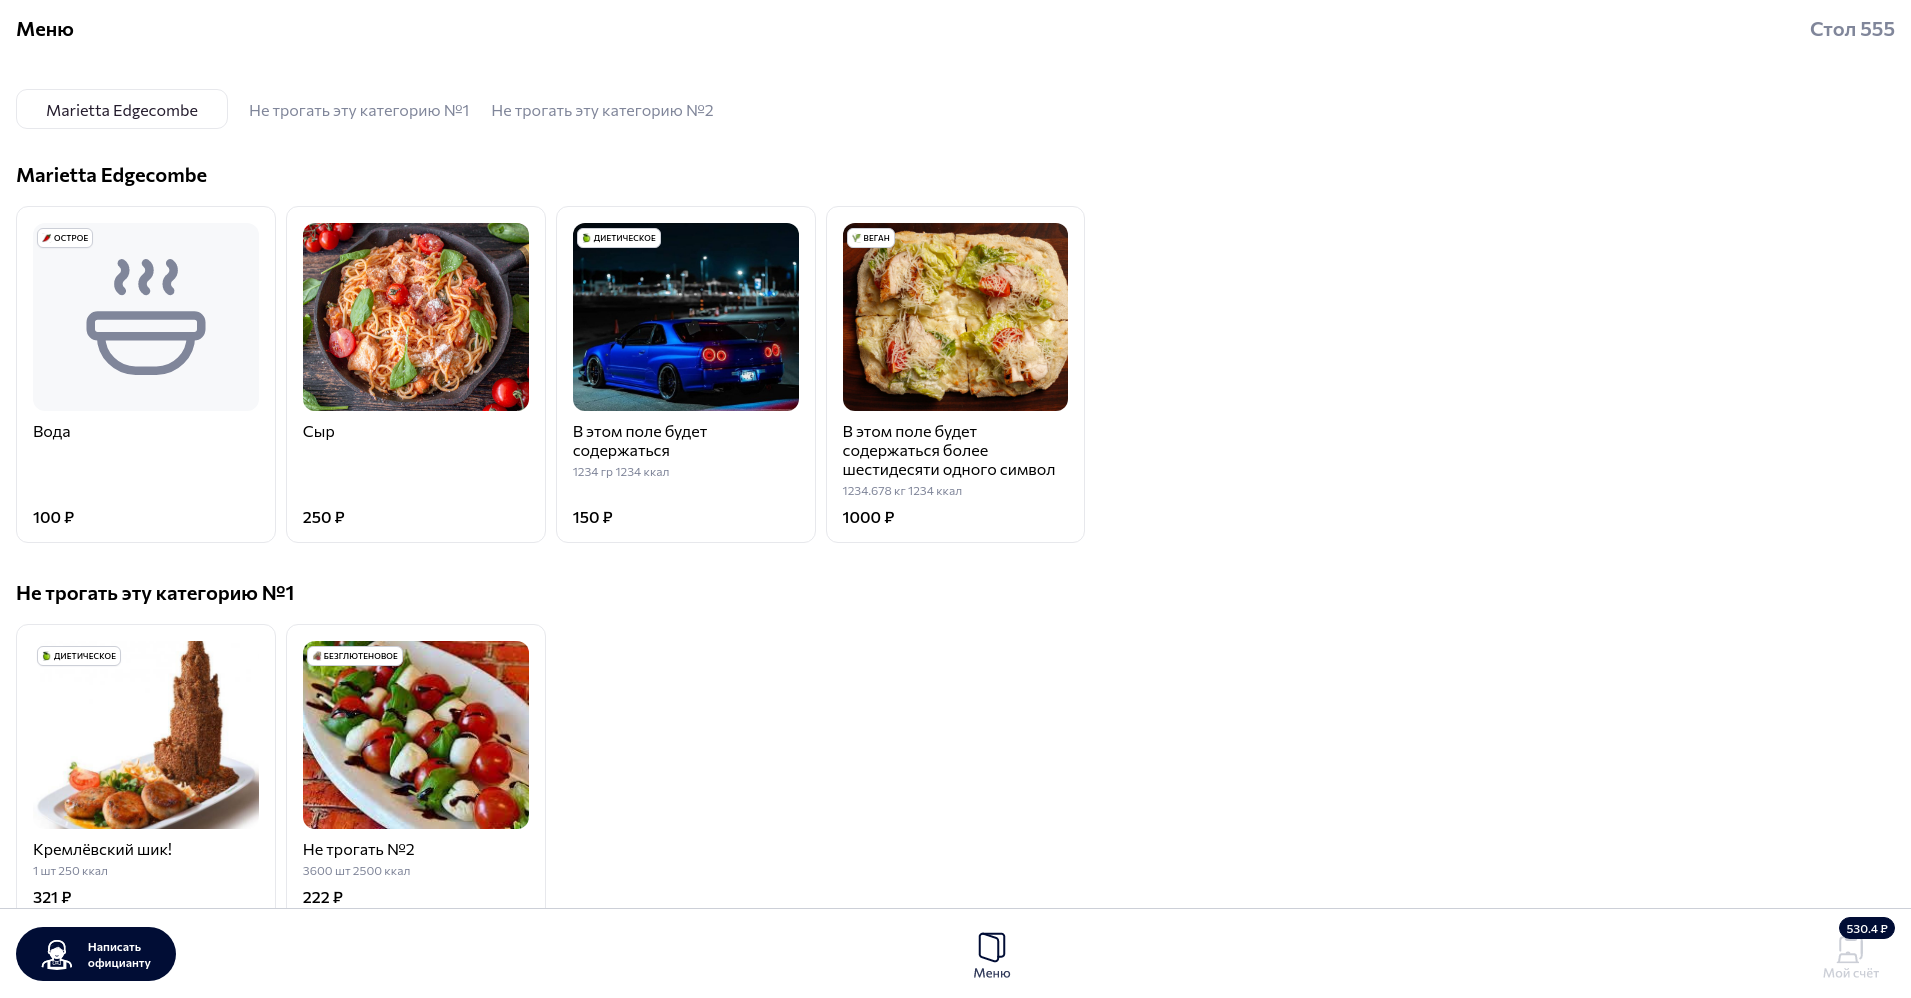 Меню
Стол 555
Marietta Edgecombe
Не трогать эту категорию №1
Не трогать эту категорию №2
Marietta Edgecombe
ОСТРОЕ
Вода
100 ₽
Сыр
250 ₽
ДИЕТИЧЕСКОЕ
В этом поле будет
содержаться
1234 гр 1234 ккал
150 ₽
ВЕГАН
В этом поле будет
содержаться более
шестидесяти одного символ
1234.678 кг 1234 ккал
1000 ₽
Не трогать эту категорию №1
ДИЕТИЧЕСКОЕ
Кремлёвский шик!
1 шт 250 ккал
321 ₽
БЕЗГЛЮТЕНОВОЕ
Не трогать №2
3600 шт 2500 ккал
222 ₽
Написать
официанту
Меню
530.4 ₽
Мой счёт